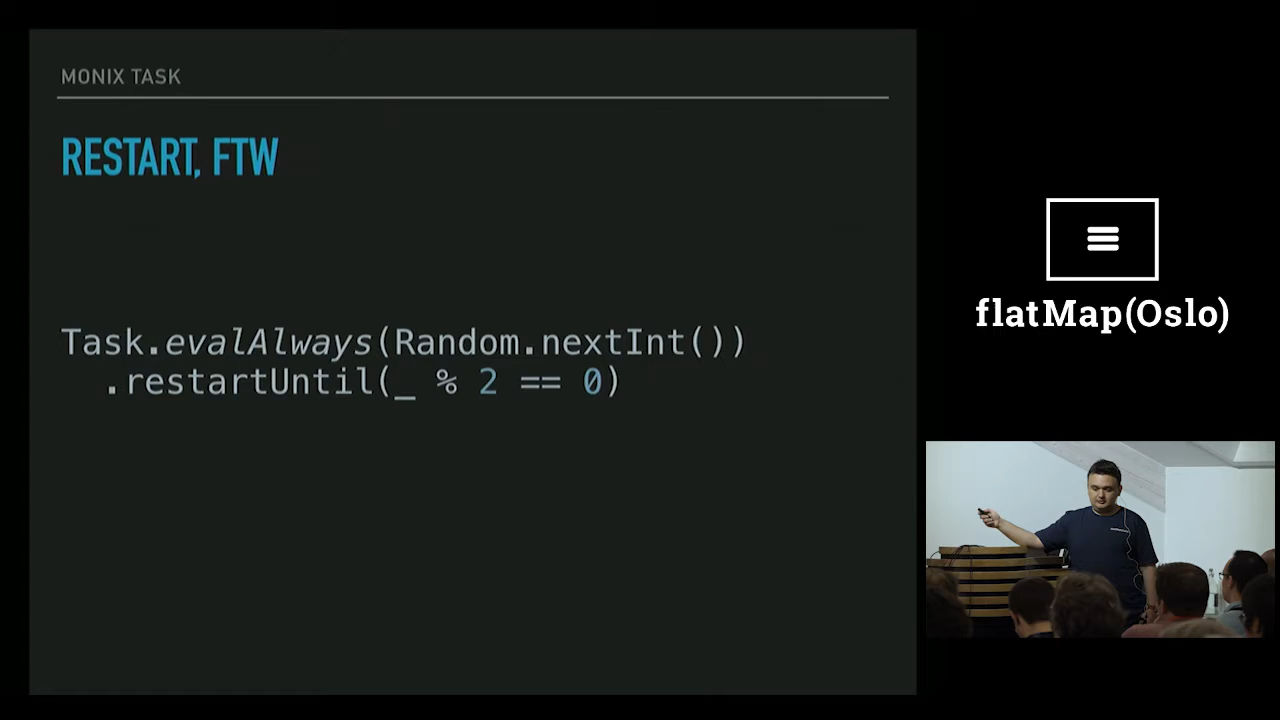 MONIX TASK
RESTART, FTW
Task.evalAlways(Random.nextInt())
.restartUntil(_ % 2 == 0)
flatMap(Oslo)